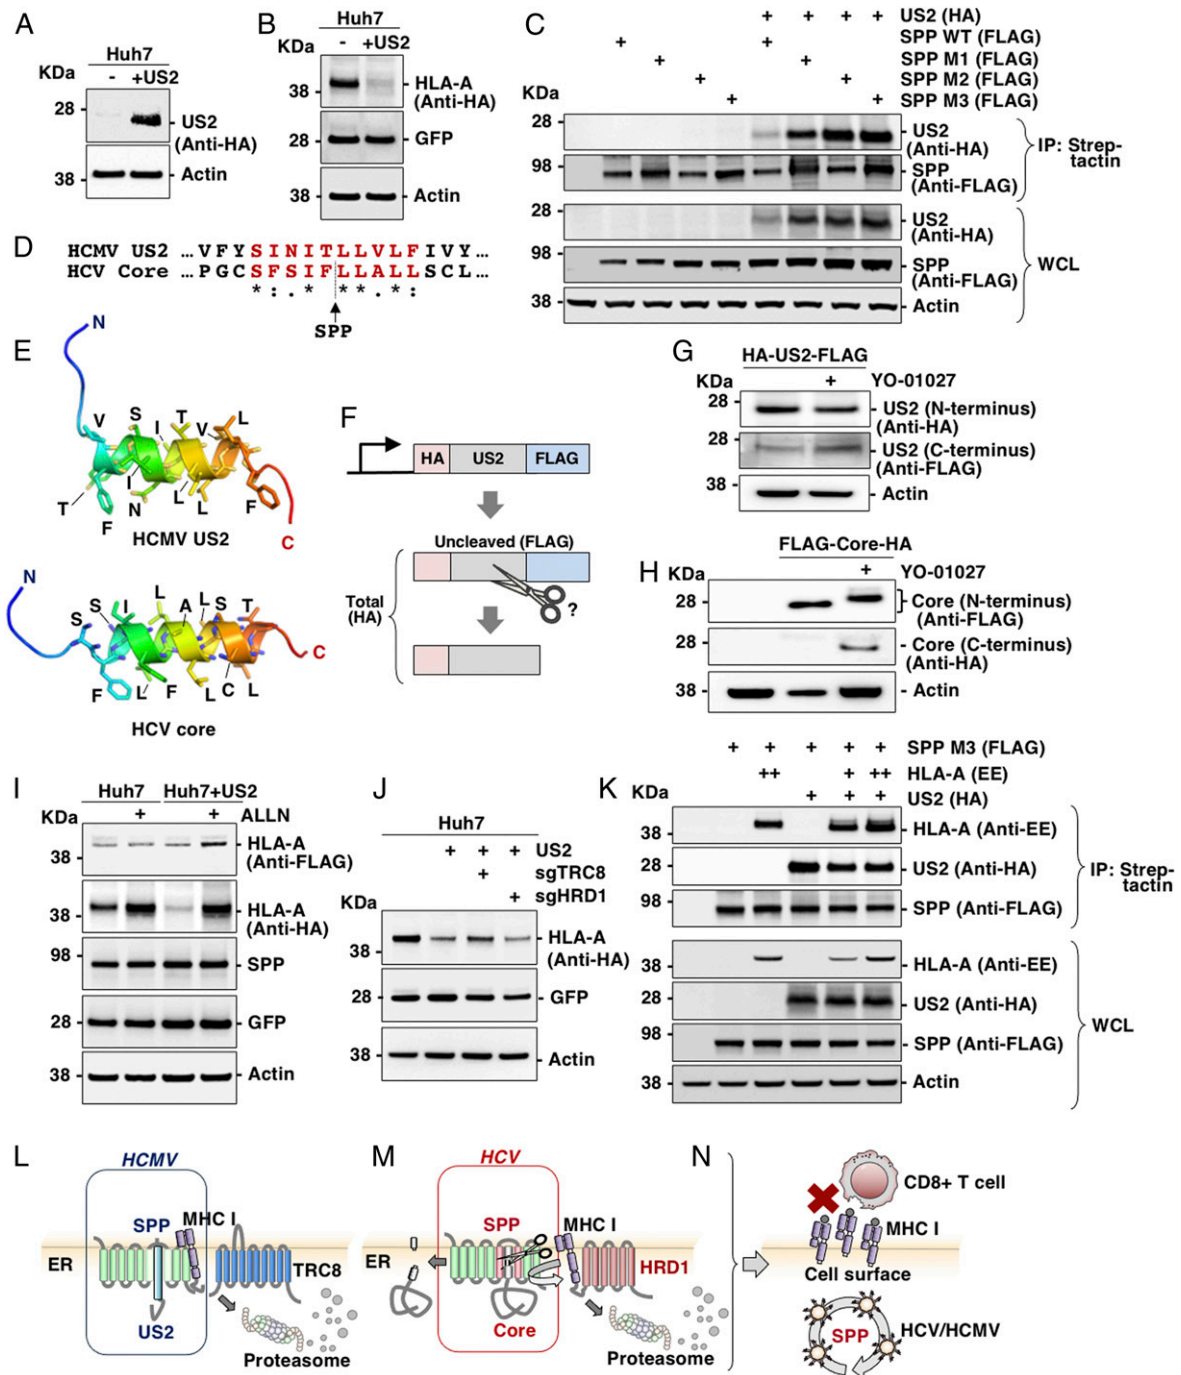 A
Huh7
KDa
- +US2
28
US2
(Anti-HA)
38
Actin
B
Huh7
KDa
- +US2
38
HLA-A
(Anti-HA)
28
GFP
38
Actin
C
+ + + + US2 (HA)
+ + SPP WT (FLAG)
+ + SPP M1 (FLAG)
+ + SPP M2 (FLAG)
+ + SPP M3 (FLAG)
KDa
28
US2
(Anti-HA)
98
SPP
(Anti-FLAG)
IP: Strep-
tactin
28
US2
(Anti-HA)
98
SPP
(Anti-FLAG)
38
Actin
WCL
D
HCMV US2 …VFYSINITLLVLFIVY…
HCV Core …PGCSFSIFLLALLSCL…
* : . * * * . * :
SPP
E
N
V S I T V L
T F I N L L F
C
HCMV US2
N
S S I L A L S T
F L F L C L
C
HCV core
F
HA US2 FLAG
Uncleaved (FLAG)
Total
(HA)
?
G
HA-US2-FLAG
KDa + YO-01027
28
US2 (N-terminus)
(Anti-HA)
28
US2 (C-terminus)
(Anti-FLAG)
38
Actin
H
FLAG-Core-HA
KDa + YO-01027
28
Core (N-terminus)
(Anti-FLAG)
28
Core (C-terminus)
(Anti-HA)
38
Actin
I
Huh7 Huh7+US2
KDa + + ALLN
38
HLA-A
(Anti-FLAG)
38
HLA-A
(Anti-HA)
98
SPP
28
GFP
38
Actin
J
Huh7
+ + + US2
+ sgTRC8
+ sgHRD1
KDa
38
HLA-A
(Anti-HA)
28
GFP
38
Actin
K
+ + + + + SPP M3 (FLAG)
++ + ++ HLA-A (EE)
KDa + + + US2 (HA)
38
HLA-A (Anti-EE)
28
US2 (Anti-HA)
98
SPP (Anti-FLAG)
IP: Strep-
tactin
38
HLA-A (Anti-EE)
28
US2 (Anti-HA)
98
SPP (Anti-FLAG)
38
Actin
WCL
L
HCMV
SPP MHC I
ER
TRC8
US2
Proteasome
M
HCV
SPP MHC I
ER
HRD1
Core
Proteasome
N
CD8+ T cell
MHC I
Cell surface
SPP
HCV/HCMV